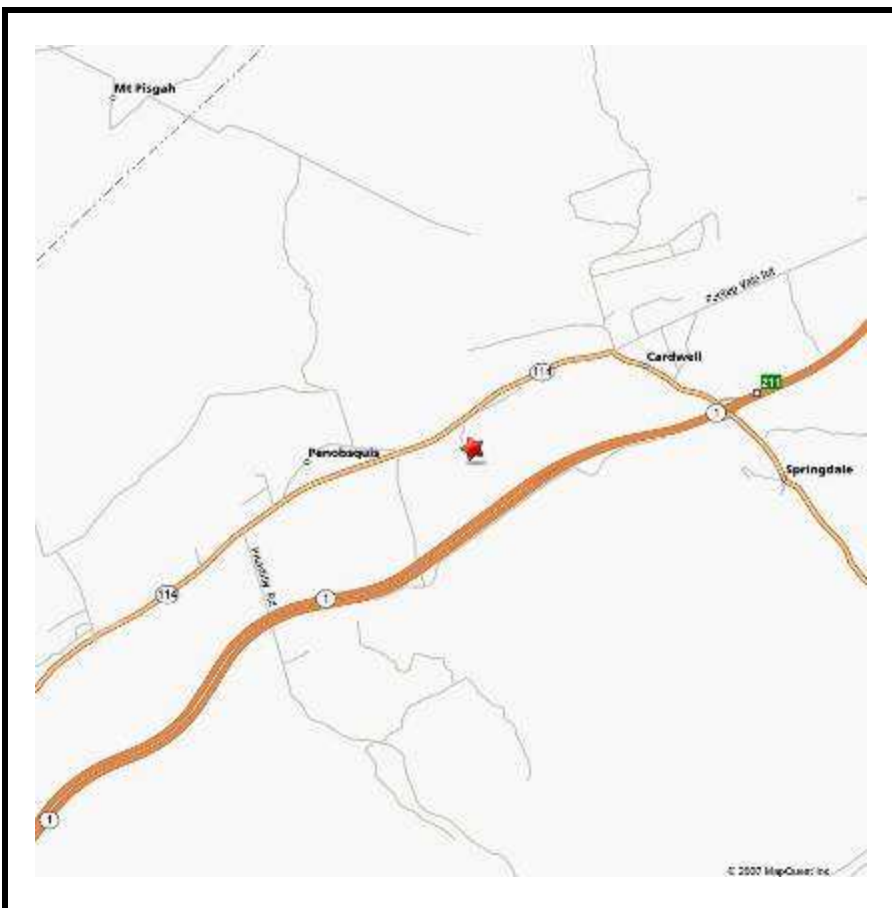 Mt Pisgah
114
Cardwell
211
1
Penobsquis
Springdale
114
1
1
© 2007 MapQuest Inc